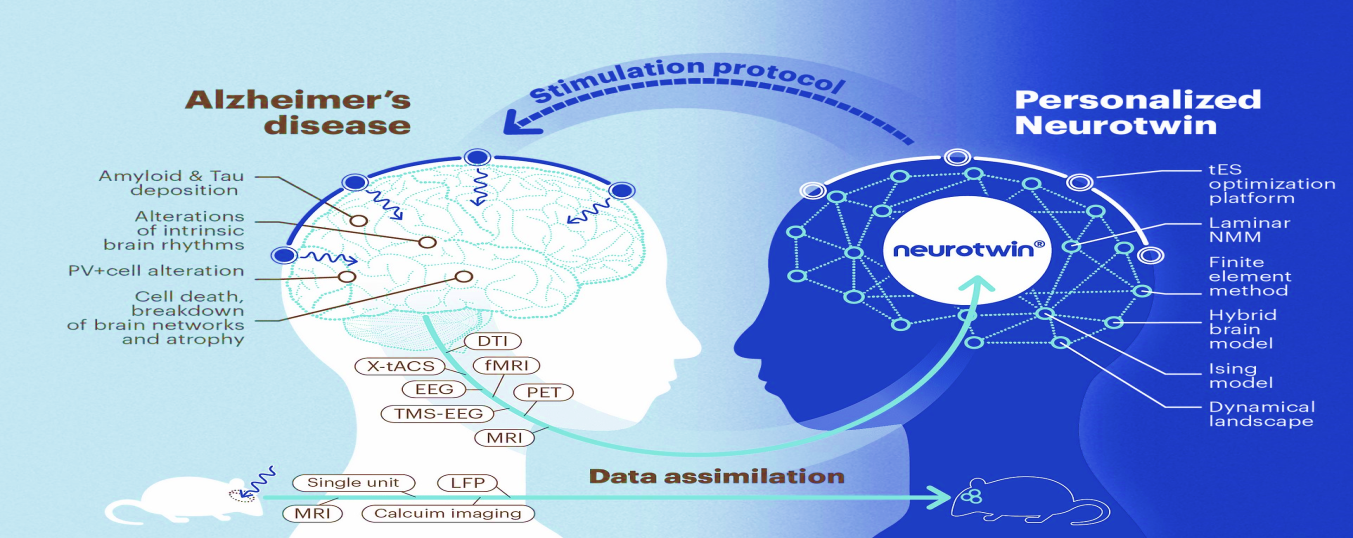 Stimulation protocol
Alzheimer's
disease
Amyloid & Tau
deposition
Alterations
of intrinsic
brain rhythms
PV+cell alteration
Cell death,
breakdown
of brain networks
and atrophy
Personalized
Neurotwin
neurotwin®
tES
optimization
platform
Laminar
NMM
Finite
element
method
Hybrid
brain
model
Ising
model
Dynamical
landscape
DTI
X-tACS
fMRI
EEG
PET
TMS-EEG
MRI
Data assimilation
Single unit
LFP
MRI
Calcuim imaging